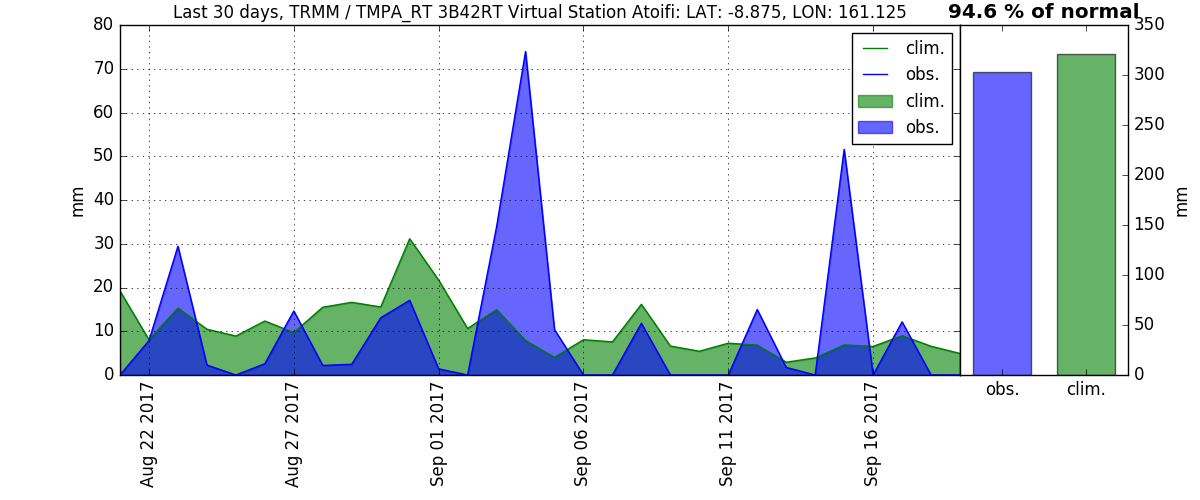 Last 30 days, TRMM / TMPA_RT 3B42RT Virtual Station Atoifi: LAT: -8.875, LON: 161.125
94.6 % of normal
80
70
60
50
40
30
20
10
0
mm
clim.
obs.
clim.
obs.
350
300
250
200
150
100
50
0
mm
Aug 22 2017
Aug 27 2017
Sep 01 2017
Sep 06 2017
Sep 11 2017
Sep 16 2017
obs.
clim.